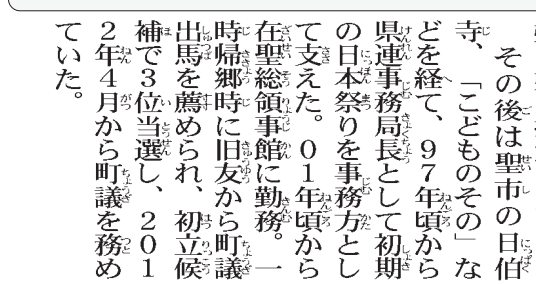 その後は聖市の日伯
寺、「こどものその」な
どを経て、97年頃から
県連事務局長として初期
の日本祭りを事務方とし
て支えた。01年頃から
在聖総領事館に勤務。一
時帰郷時に旧友から町議
出馬を薦められ、初立候
補で3位当選し、201
2年4月から町議を務め
ていた。